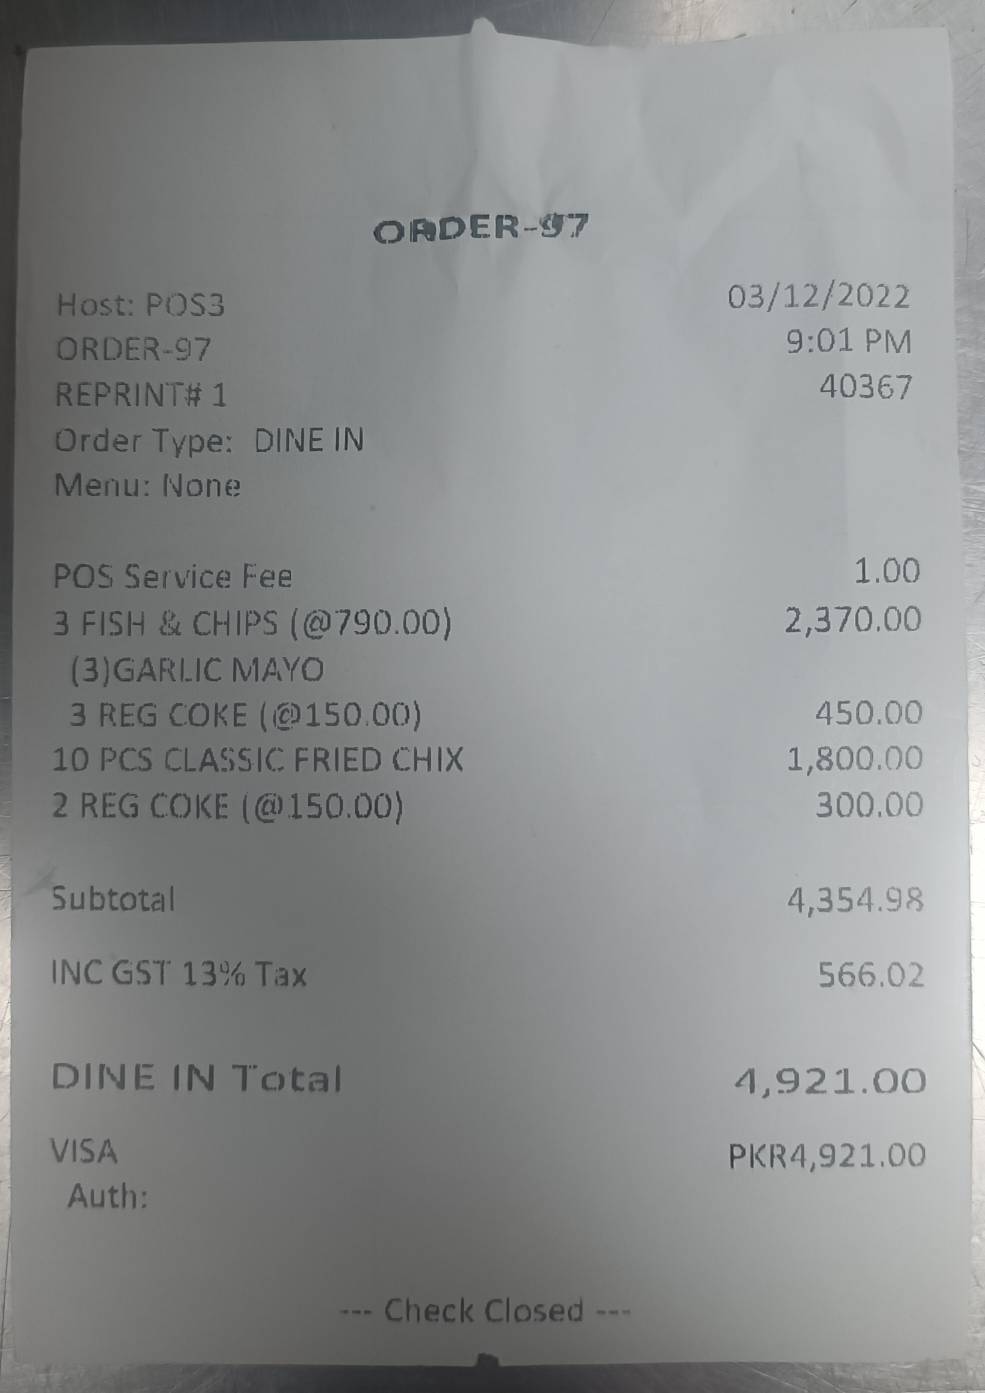 ORDER-97
Host: POS3 03/12/2022
ORDER-97 9:01 PM
REPRINT# 1 40367
Order Type: DINE IN
Menu: None
POS Service Fee 1.00
3 FISH & CHIPS (@790.00) 2,370.00
(3)GARLIC MAYO
3 REG COKE (@150.00) 450.00
10 PCS CLASSIC FRIED CHIX 1,800.00
2 REG COKE (@150.00) 300.00
Subtotal 4,354.98
INC GST 13% Tax 566.02
DINE IN Total 4,921.00
VISA PKR4,921.00
Auth:
--- Check Closed ---